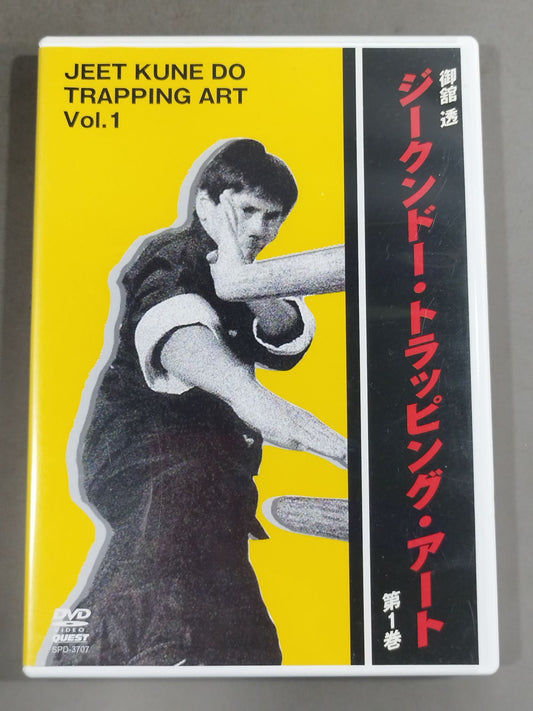 JEET KUNE DO
TRAPPING ART
Vol.1
御舘 透
ジークンドー・トラッピング・アート
第1巻
DVD
VIDEO
QUEST
SPD-3707